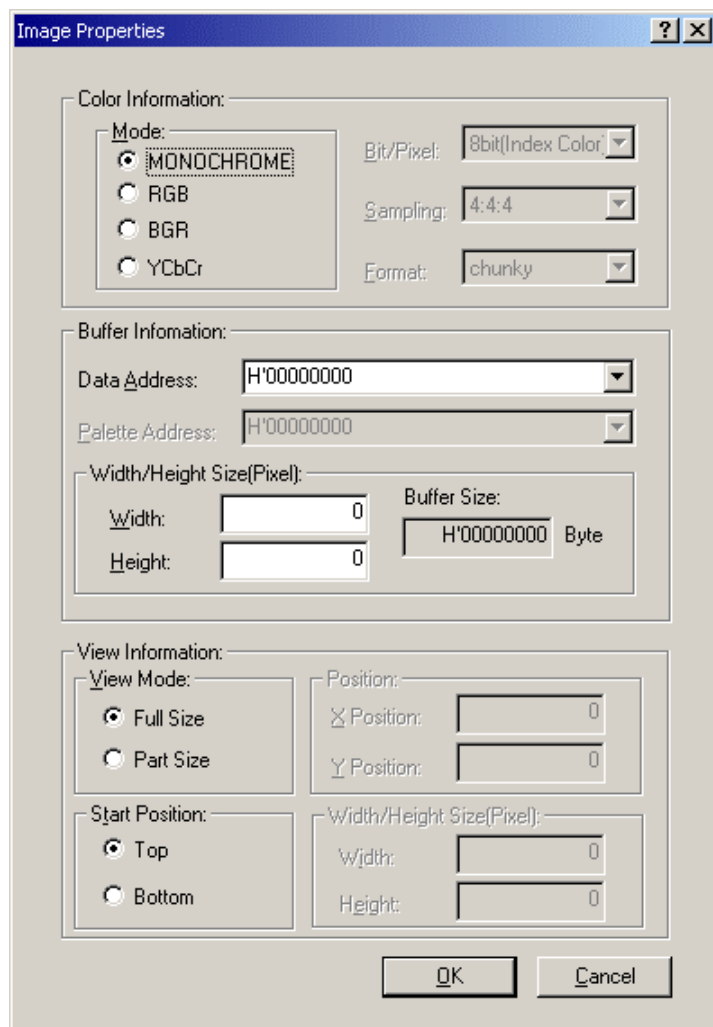 Image Properties
Color Information:
Mode:
MONOCHROME
RGB
BGR
YCbCr
Bit/Pixel: 8bit(Index Color)
Sampling: 4:4:4
Format: chunky
Buffer Infomation:
Data Address: H'00000000
Palette Address: H'00000000
Width/Height Size(Pixel):
Width: 0
Height: 0
Buffer Size:
H'00000000 Byte
View Information:
View Mode:
Full Size
Part Size
Position:
X Position: 0
Y Position: 0
Start Position:
Top
Bottom
Width/Height Size(Pixel):
Width: 0
Height: 0
OK Cancel